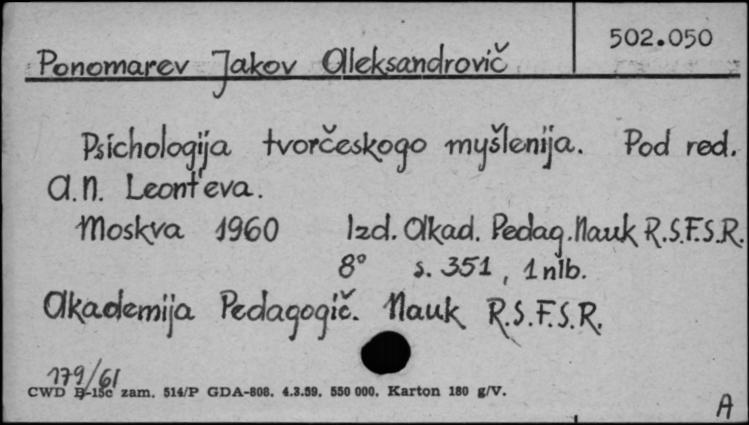 502.050
Ponomarev Jakov Aleksandrovič
Psichologija tvorčeskogo myšlenija. Pod red.
A.N. Leont'eva.
Moskva 1960 Izd. Akad. Pedag. Nauk R.S.F.S.R.
8° s. 351, 1 nlb.
Akademija Pedagogič. Nauk R.S.F.S.R.
179/61
CWD B-15c zam. 514/P GDA-808. 4.3.59. 550 000. Karton 180 g/V.
A